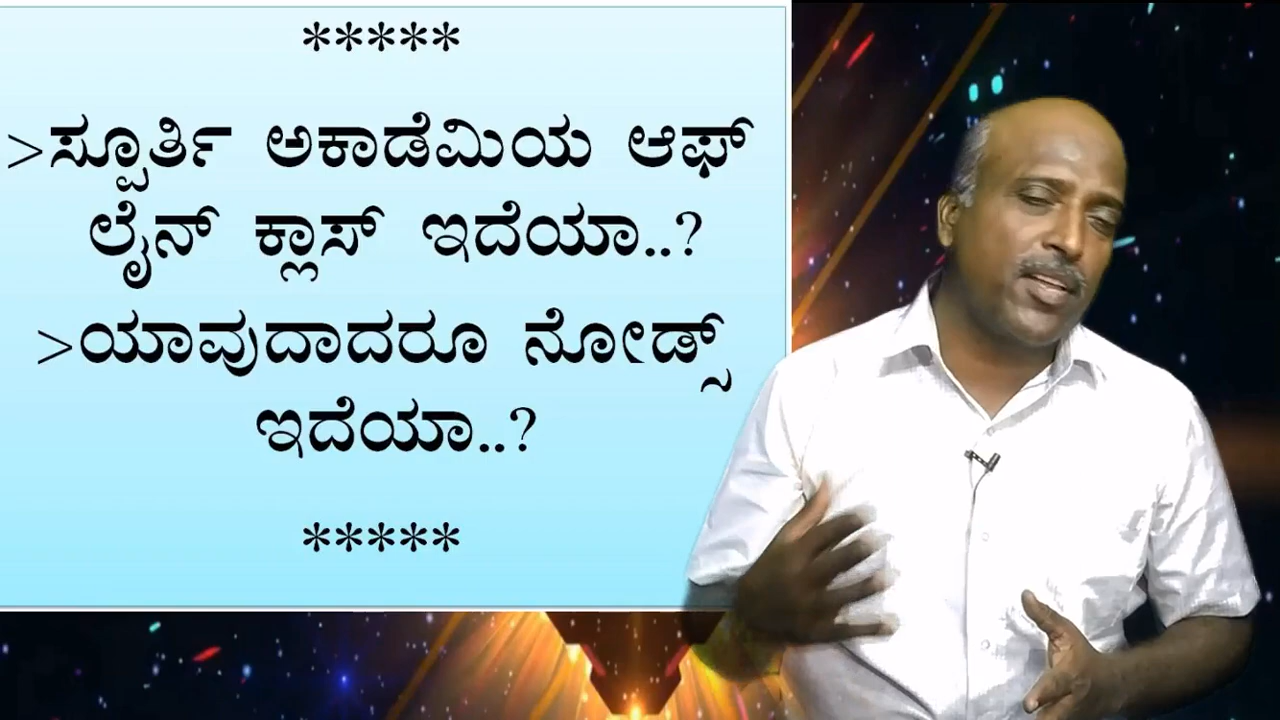 *****
>ಸ್ಪೂರ್ತಿ ಅಕಾಡೆಮಿಯ ಆಫ್
ಲೈನ್ ಕ್ಲಾಸ್ ಇದೆಯಾ..?
>ಯಾವುದಾದರೂ ನೋಡ್ಸ್
ಇದೆಯಾ..?
*****